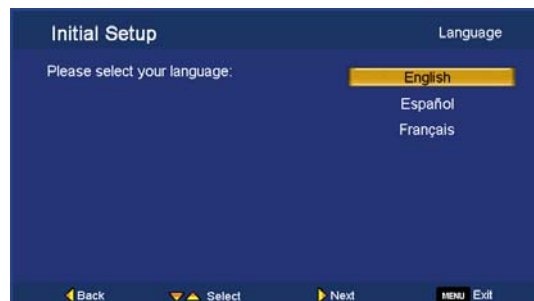 Initial Setup Language
Please select your language: English
Español
Français
Back Select Next MENU Exit